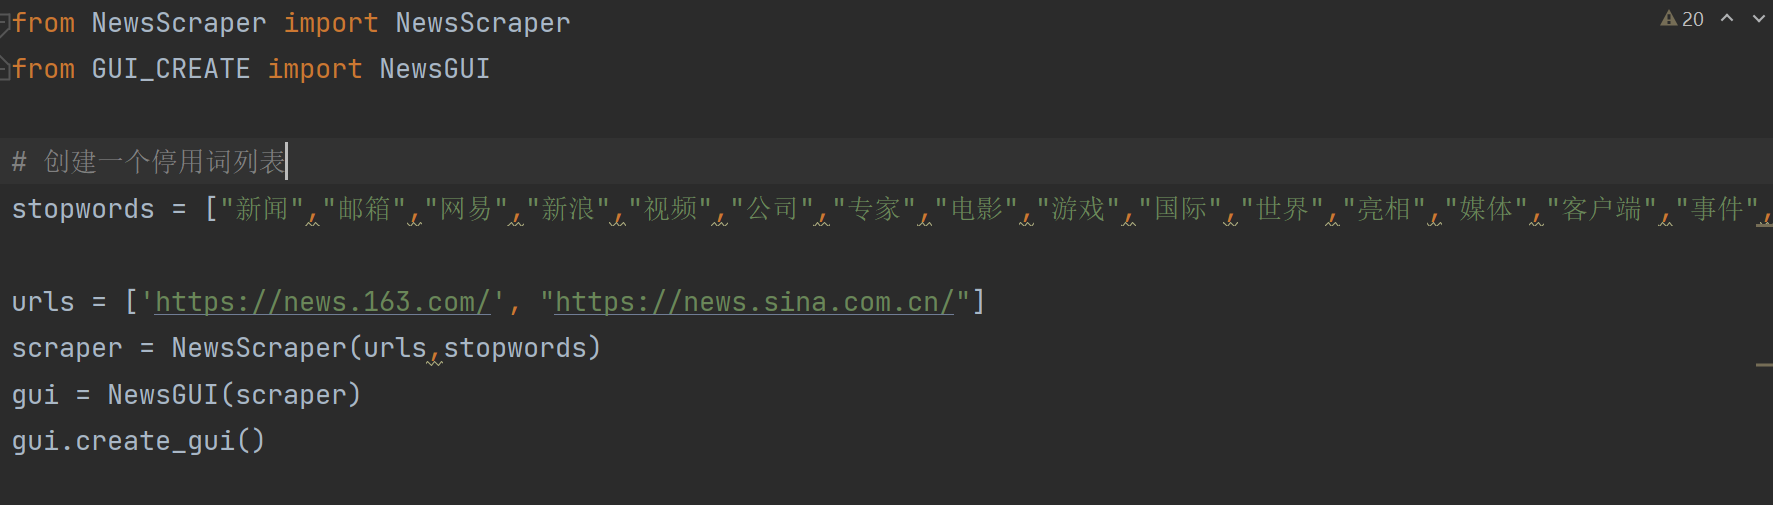 from NewsScraper import NewsScraper
20
from GUI_CREATE import NewsGUI
# 创建一个停用词列表
stopwords = ["新闻","邮箱","网易","新浪","视频","公司","专家","电影","游戏","国际","世界","亮相","媒体","客户端","事件",
urls = ['https://news.163.com/', "https://news.sina.com.cn/"]
scraper = NewsScraper(urls,stopwords)
gui = NewsGUI(scraper)
gui.create_gui()